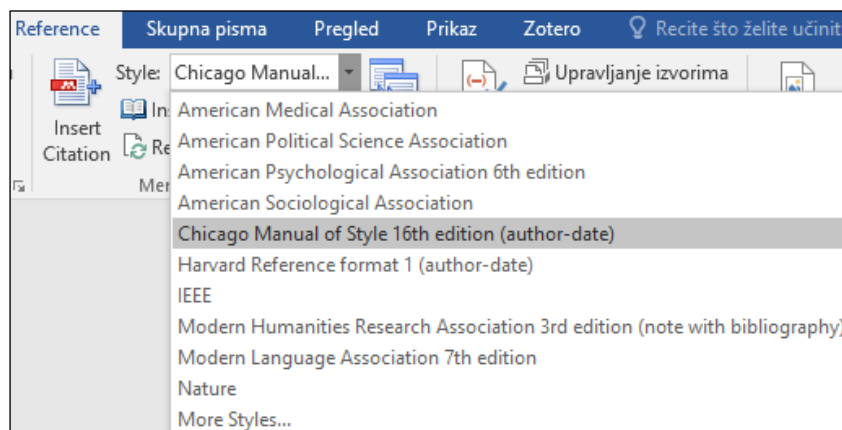 Reference Skupna pisma Pregled Prikaz Zotero Recite što želite učinit
Style: Chicago Manual... Upravljanje izvorima
Insert
Citation
In
Re
Mer
American Medical Association
American Political Science Association
American Psychological Association 6th edition
American Sociological Association
Chicago Manual of Style 16th edition (author-date)
Harvard Reference format 1 (author-date)
IEEE
Modern Humanities Research Association 3rd edition (note with bibliography)
Modern Language Association 7th edition
Nature
More Styles...